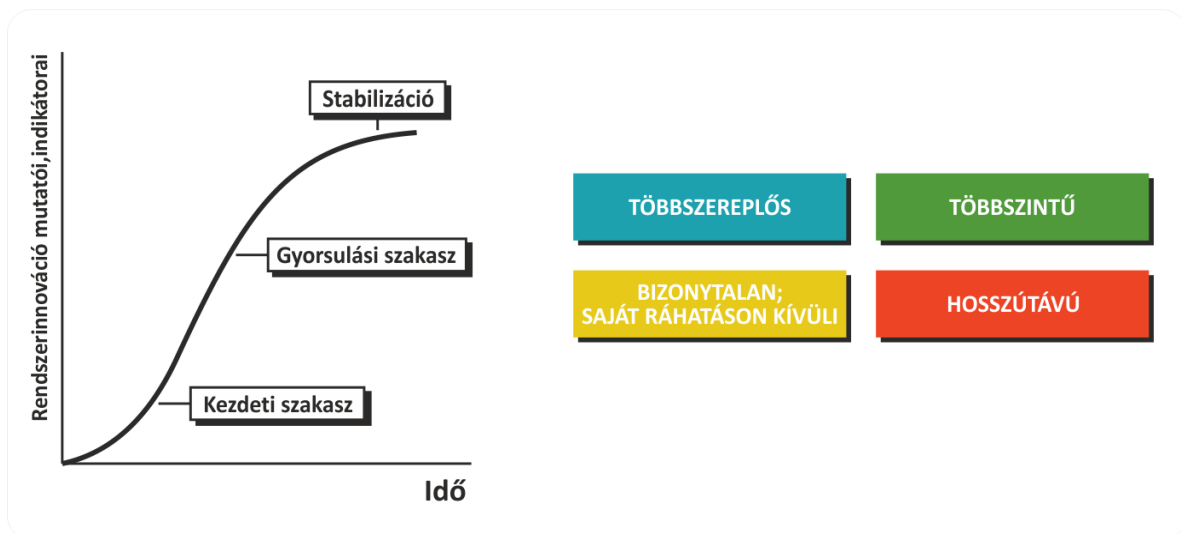 Rendszerinnováció mutatói,indikátorai
Stabilizáció
Gyorsulási szakasz
Kezdeti szakasz
Idő
TÖBBSZEREPLŐS
TÖBBSZINTŰ
BIZONYTALAN;
SAJÁT RÁHATÁSON KÍVÜLI
HOSSZÚTÁVÚ